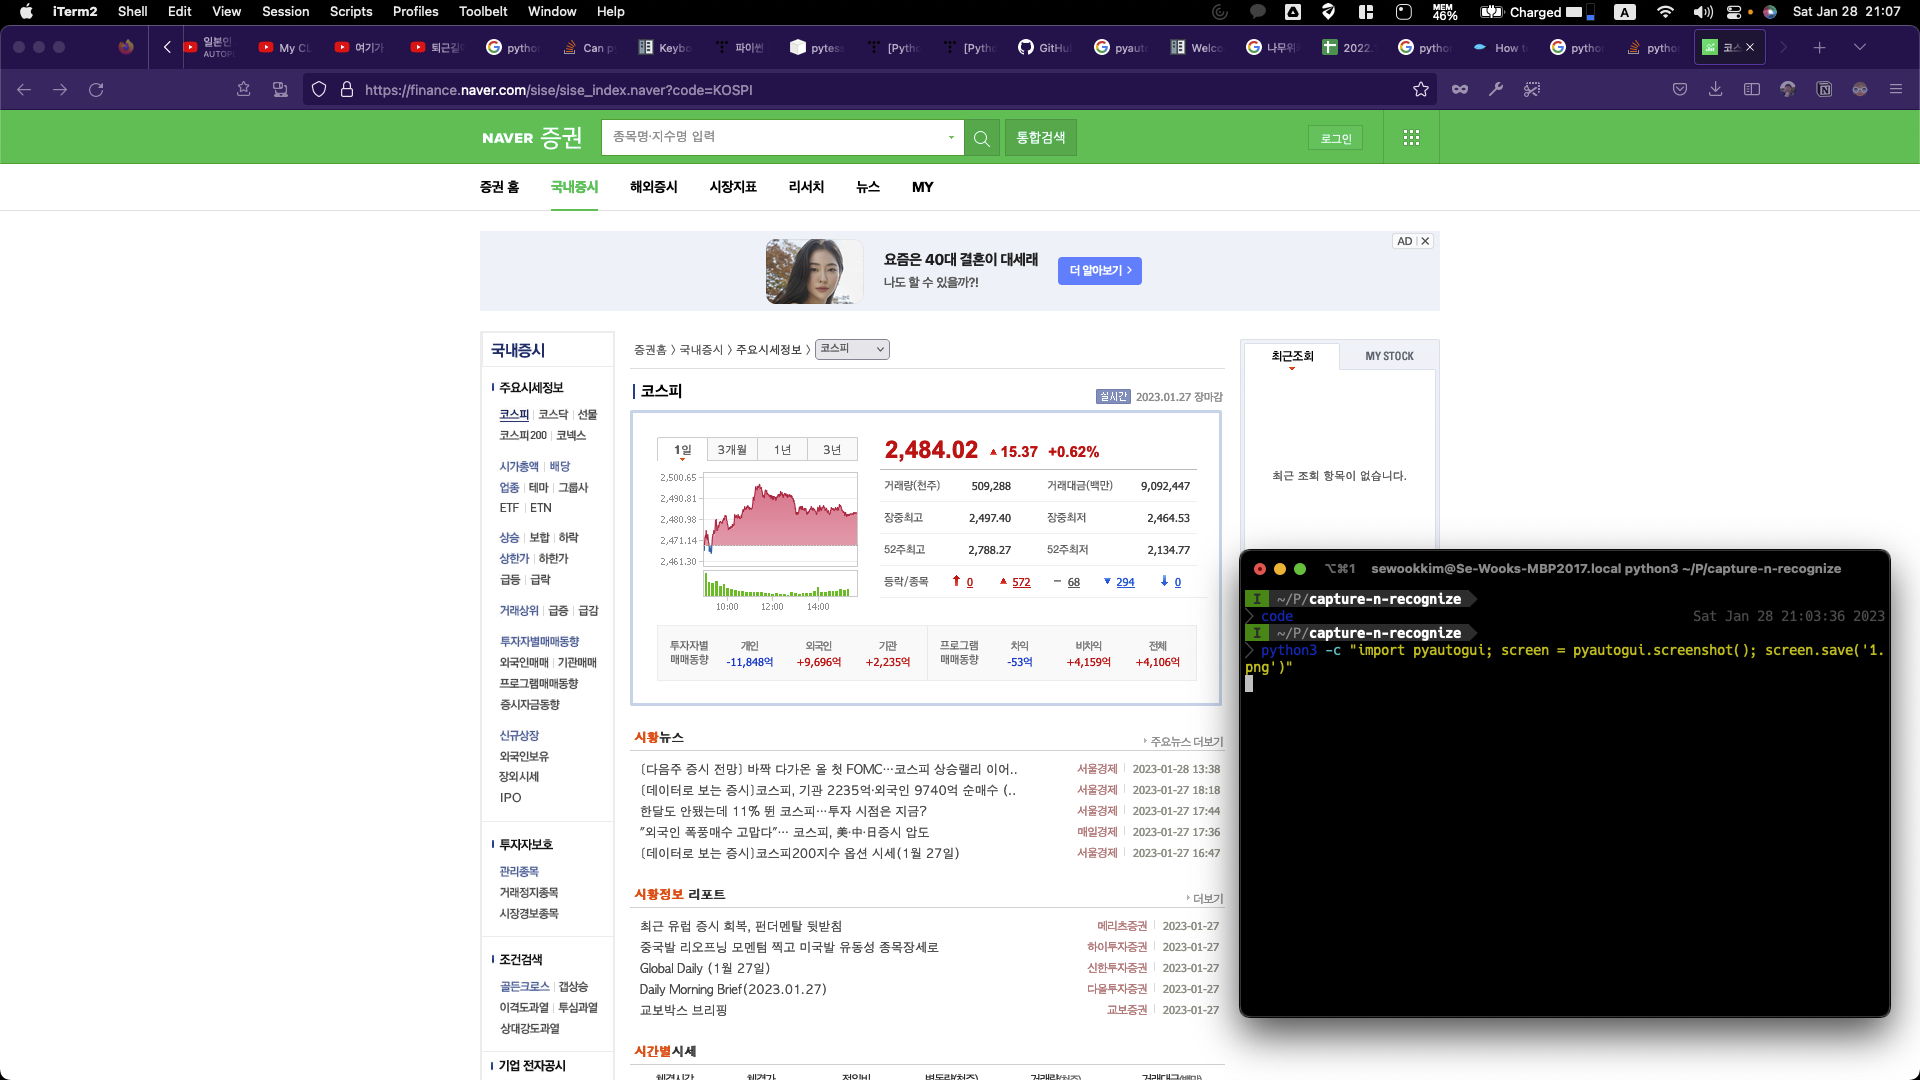 iTerm2 Shell Edit View Session Scripts Profiles Toolbelt Window Help MEM 46% Charged A Sat Jan 28 21:07
일본인 AUTOPL My CL 여기가 퇴근길 pytho Can p Keybo 파이썬 pytes [Pytho [Pytho GitHu pyaut Welco 나무위 2022. pytho How t pytho pytho 코스
https://finance.naver.com/sise/sise_index.naver?code=KOSPI
NAVER 증권 종목명·지수명 입력 통합검색 로그인
증권 홈 국내증시 해외증시 시장지표 리서치 뉴스 MY
AD
요즘은 40대 결혼이 대세래
나도 할 수 있을까?!
더 알아보기
국내증시
주요시세정보
코스피 코스닥 선물
코스피200 코넥스
시가총액 배당
업종 테마 그룹사
ETF ETN
상승 보합 하락
상한가 하한가
급등 급락
거래상위 급증 급감
투자자별매매동향
외국인매매 기관매매
프로그램매매동향
증시자금동향
신규상장
외국인보유
장외시세
IPO
투자자보호
관리종목
거래정지종목
시장경보종목
조건검색
골든크로스 갭상승
이격도과열 투심과열
상대강도과열
기업 전자공시
증권홈 > 국내증시 > 주요시세정보 > 코스피
코스피
실시간 2023.01.27 장마감
1일 3개월 1년 3년
2,500.65
2,490.81
2,480.98
2,471.14
2,461.30
10:00 12:00 14:00
2,484.02 ▲15.37 +0.62%
거래량(천주) 509,288 거래대금(백만) 9,092,447
장중최고 2,497.40 장중최저 2,464.53
52주최고 2,788.27 52주최저 2,134.77
등락/종목 0 572 68 294 0
투자자별 매매동향 개인 -11,848억 외국인 +9,696억 기관 +2,235억
프로그램 매매동향 차익 -53억 비차익 +4,159억 전체 +4,106억
시황뉴스 주요뉴스 더보기
[다음주 증시 전망] 바짝 다가온 올 첫 FOMC…코스피 상승랠리 이어.. 서울경제 2023-01-28 13:38
[데이터로 보는 증시]코스피, 기관 2235억·외국인 9740억 순매수 (.. 서울경제 2023-01-27 18:18
한달도 안됐는데 11% 뛴 코스피…투자 시점은 지금? 서울경제 2023-01-27 17:44
"외국인 폭풍매수 고맙다"… 코스피, 美·中·日증시 압도 매일경제 2023-01-27 17:36
[데이터로 보는 증시]코스피200지수 옵션 시세(1월 27일) 서울경제 2023-01-27 16:47
시황정보 리포트 더보기
최근 유럽 증시 회복, 펀더멘탈 뒷받침 메리츠증권 2023-01-27
중국발 리오프닝 모멘텀 찍고 미국발 유동성 종목장세로 하이투자증권 2023-01-27
Global Daily (1월 27일) 신한투자증권 2023-01-27
Daily Morning Brief(2023.01.27) 다올투자증권 2023-01-27
교보박스 브리핑 교보증권 2023-01-27
시간별시세
체결시각 체결가 전일비 변동량(천주) 거래량(천주) 거래대금(백만)
최근조회 MY STOCK
최근 조회 항목이 없습니다.
⌥⌘1 sewookkim@Se-Wooks-MBP2017.local python3 ~/P/capture-n-recognize
I ~/P/capture-n-recognize
> code Sat Jan 28 21:03:36 2023
I ~/P/capture-n-recognize
> python3 -c "import pyautogui; screen = pyautogui.screenshot(); screen.save('1.
png')"